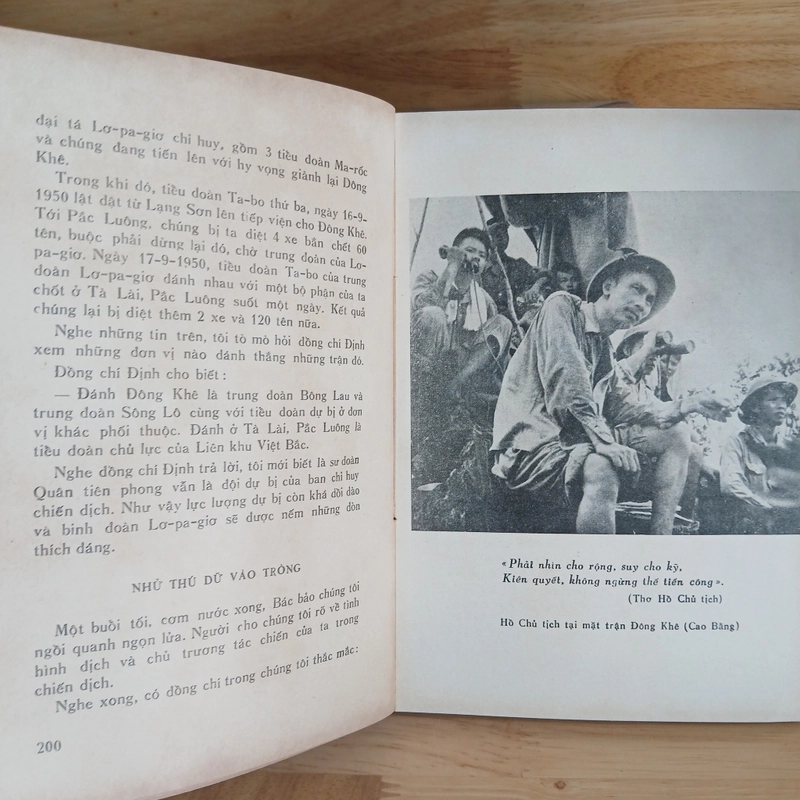 đại tá Lơ-pa-giơ chỉ huy, gồm 3 tiểu đoàn Ma-rốc
và chúng đang tiến lên với hy vọng giành lại Đông
Khê.
Trong khi đó, tiểu đoàn Ta-bo thứ ba, ngày 16-9-
1950 lật đật từ Lạng Sơn lên tiếp viện cho Đông Khê.
Tới Pắc Luông, chúng bị ta diệt 4 xe bắn chết 60
tên, buộc phải dừng lại đó, chờ trung đoàn của Lơ-
pa-giơ. Ngày 17-9-1950, tiểu đoàn Ta-bo của trung
đoàn Lơ-pa-giơ đánh nhau với một bộ phận của ta
chốt ở Tà Lài, Pắc Luông suốt một ngày. Kết quả
chúng lại bị diệt thêm 2 xe và 120 tên nữa.
Nghe những tin trên, tôi tò mò hỏi đồng chí Định
xem những đơn vị nào đánh thắng những trận đó.
Đồng chí Định cho biết :
— Đánh Đông Khê là trung đoàn Bông Lau và
trung đoàn Sông Lô cùng với tiểu đoàn dự bị ở đơn
vị khác phối thuộc. Đánh ở Tà Lài, Pắc Luông là
tiểu đoàn chủ lực của Liên khu Việt Bắc.
Nghe đồng chí Định trả lời, tôi mới biết là sư đoàn
Quân tiên phong vẫn là đội dự bị của ban chỉ huy
chiến dịch. Như vậy lực lượng dự bị còn khá dồi dào
và binh đoàn Lơ-pa-giơ sẽ được nếm những đòn
thích đáng.
NHỬ THÚ DỮ VÀO TRÒNG
Một buổi tối, cơm nước xong, Bác bảo chúng tôi
ngồi quanh ngọn lửa. Người cho chúng tôi rõ về tình
hình địch và chủ trương tác chiến của ta trong
chiến dịch.
Nghe xong, có đồng chí trong chúng tôi thắc mắc:
200
« Phải nhìn cho rộng, suy cho kỹ,
Kiên quyết, không ngừng thế tiến công ».
(Thơ Hồ Chủ tịch)
Hồ Chủ tịch tại mặt trận Đông Khê (Cao Bằng)